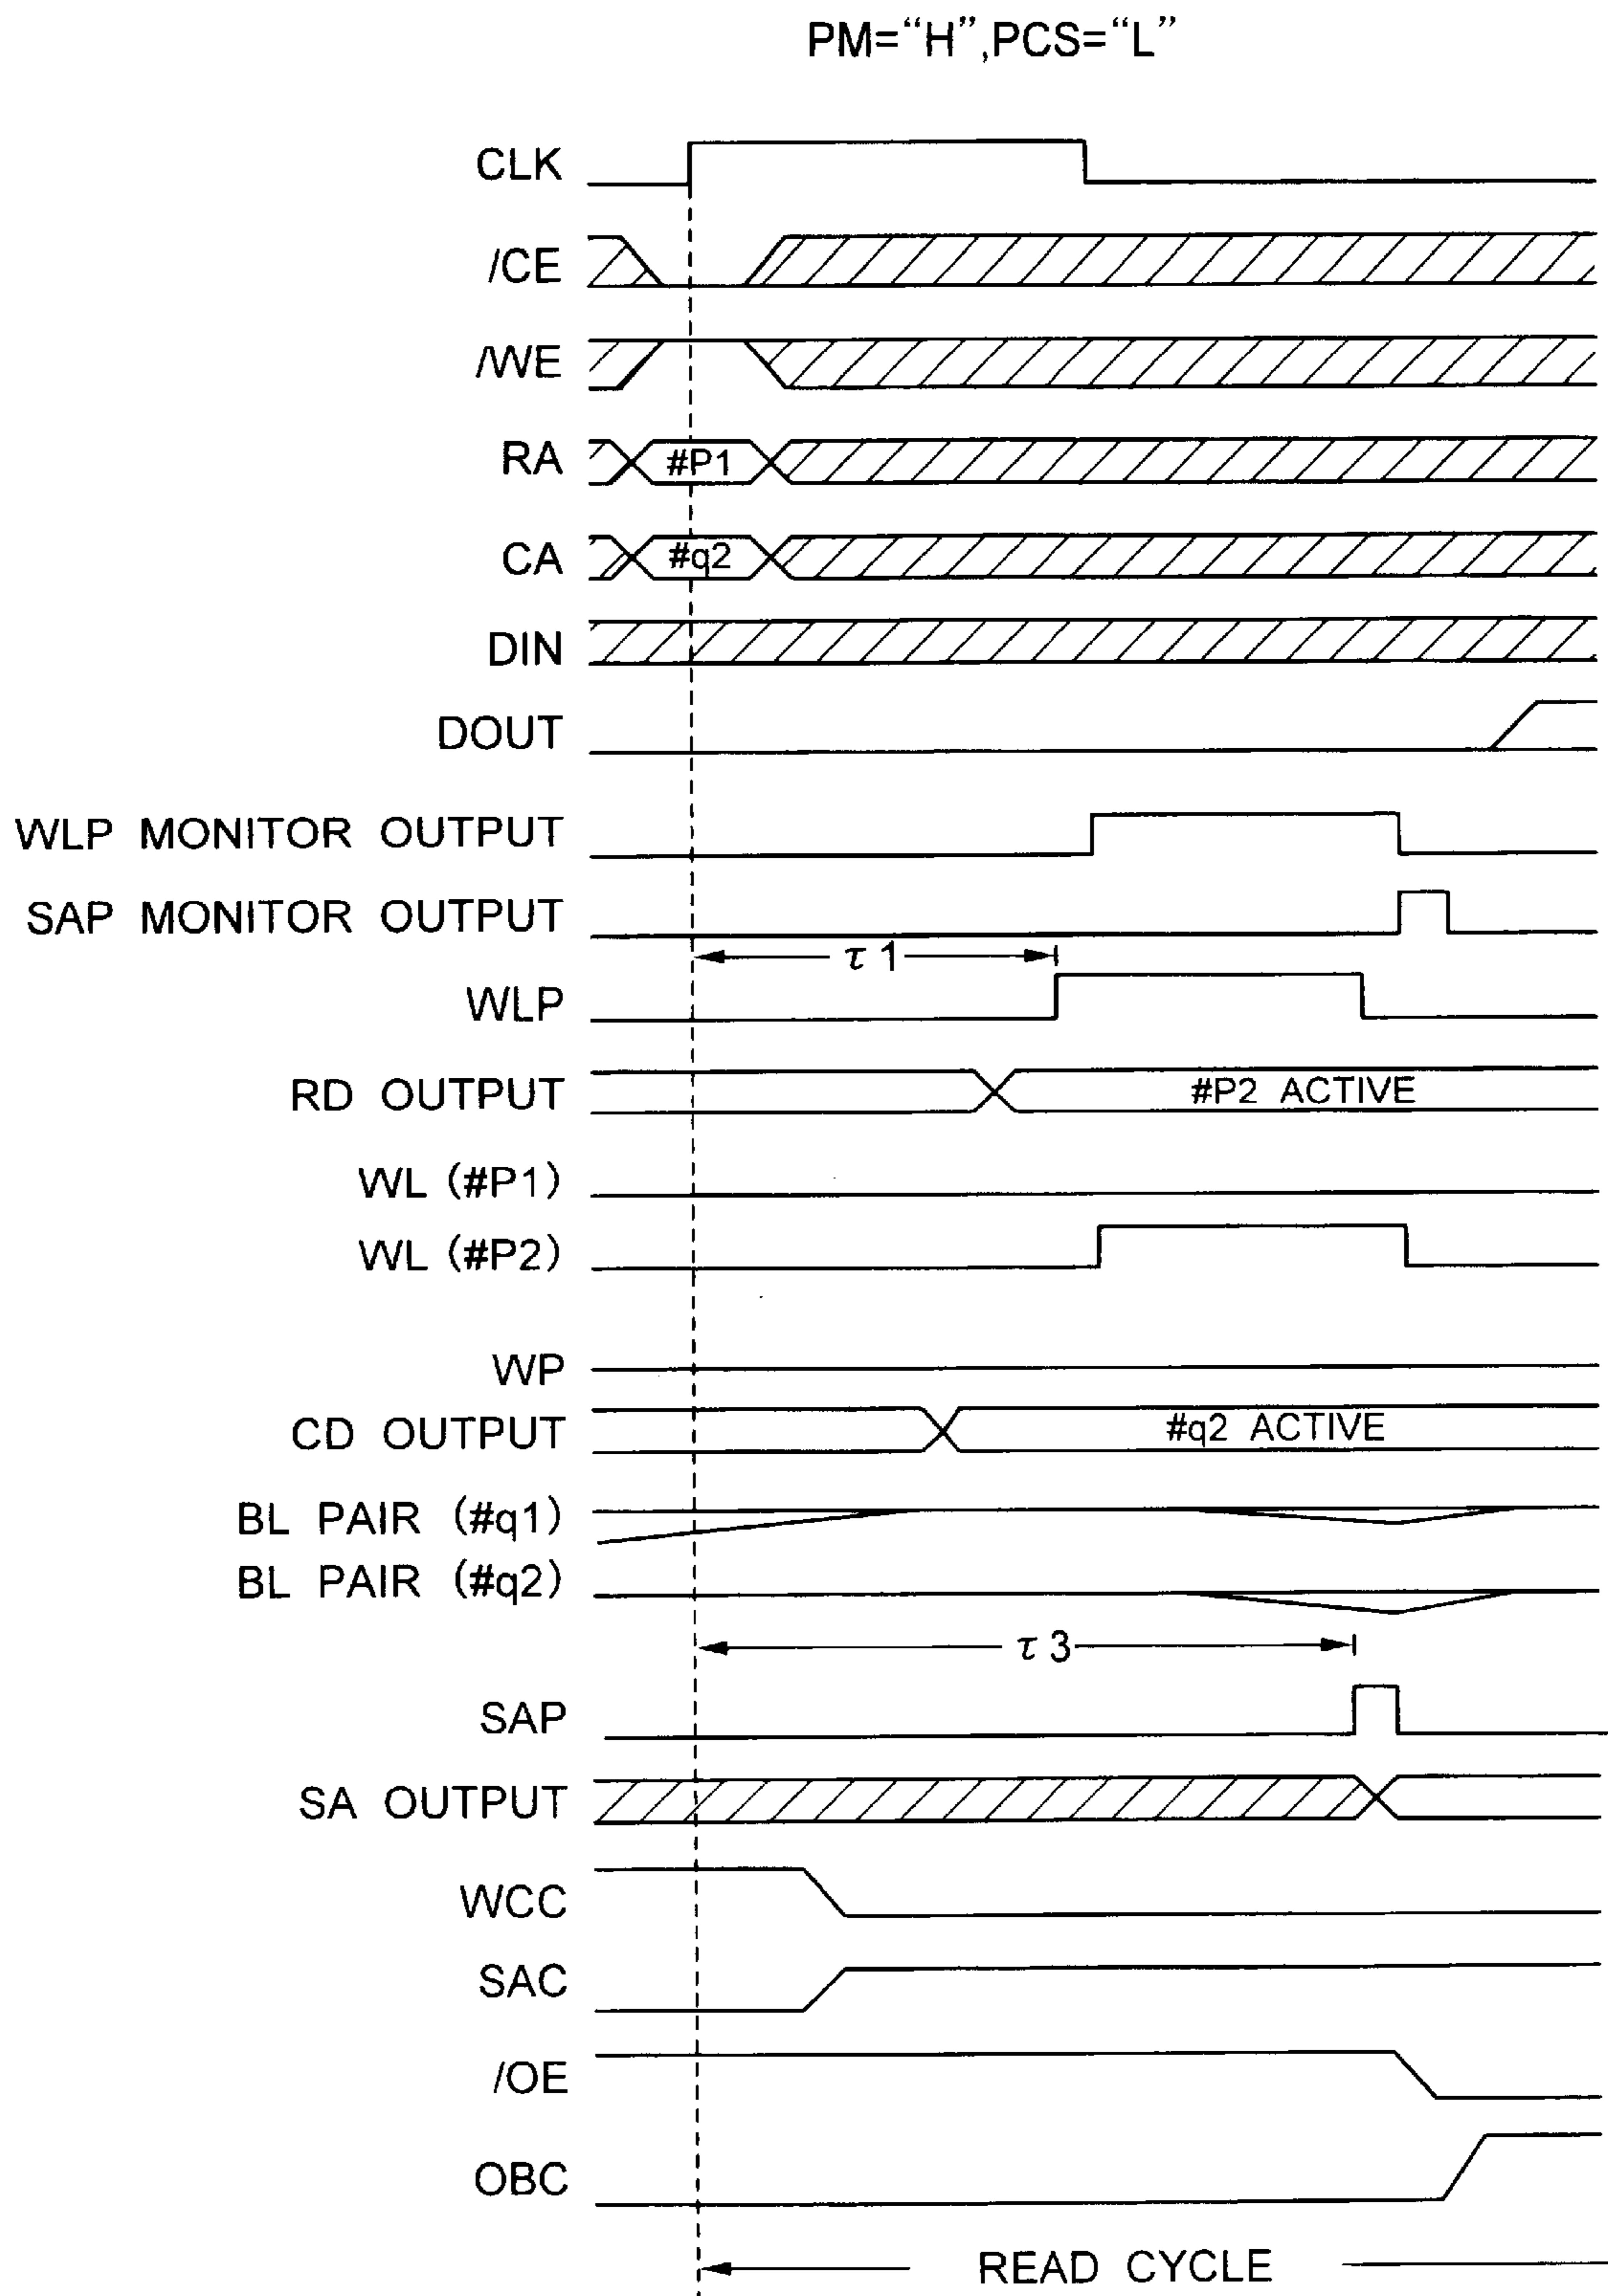 PM=“H”,PCS=“L”
CLK
/CE
/WE
RA #P1
CA #q2
DIN
DOUT
WLP MONITOR OUTPUT
SAP MONITOR OUTPUT
τ 1
WLP
RD OUTPUT #P2 ACTIVE
WL (#P1)
WL (#P2)
WP
CD OUTPUT #q2 ACTIVE
BL PAIR (#q1)
BL PAIR (#q2)
τ 3
SAP
SA OUTPUT
WCC
SAC
/OE
OBC
READ CYCLE